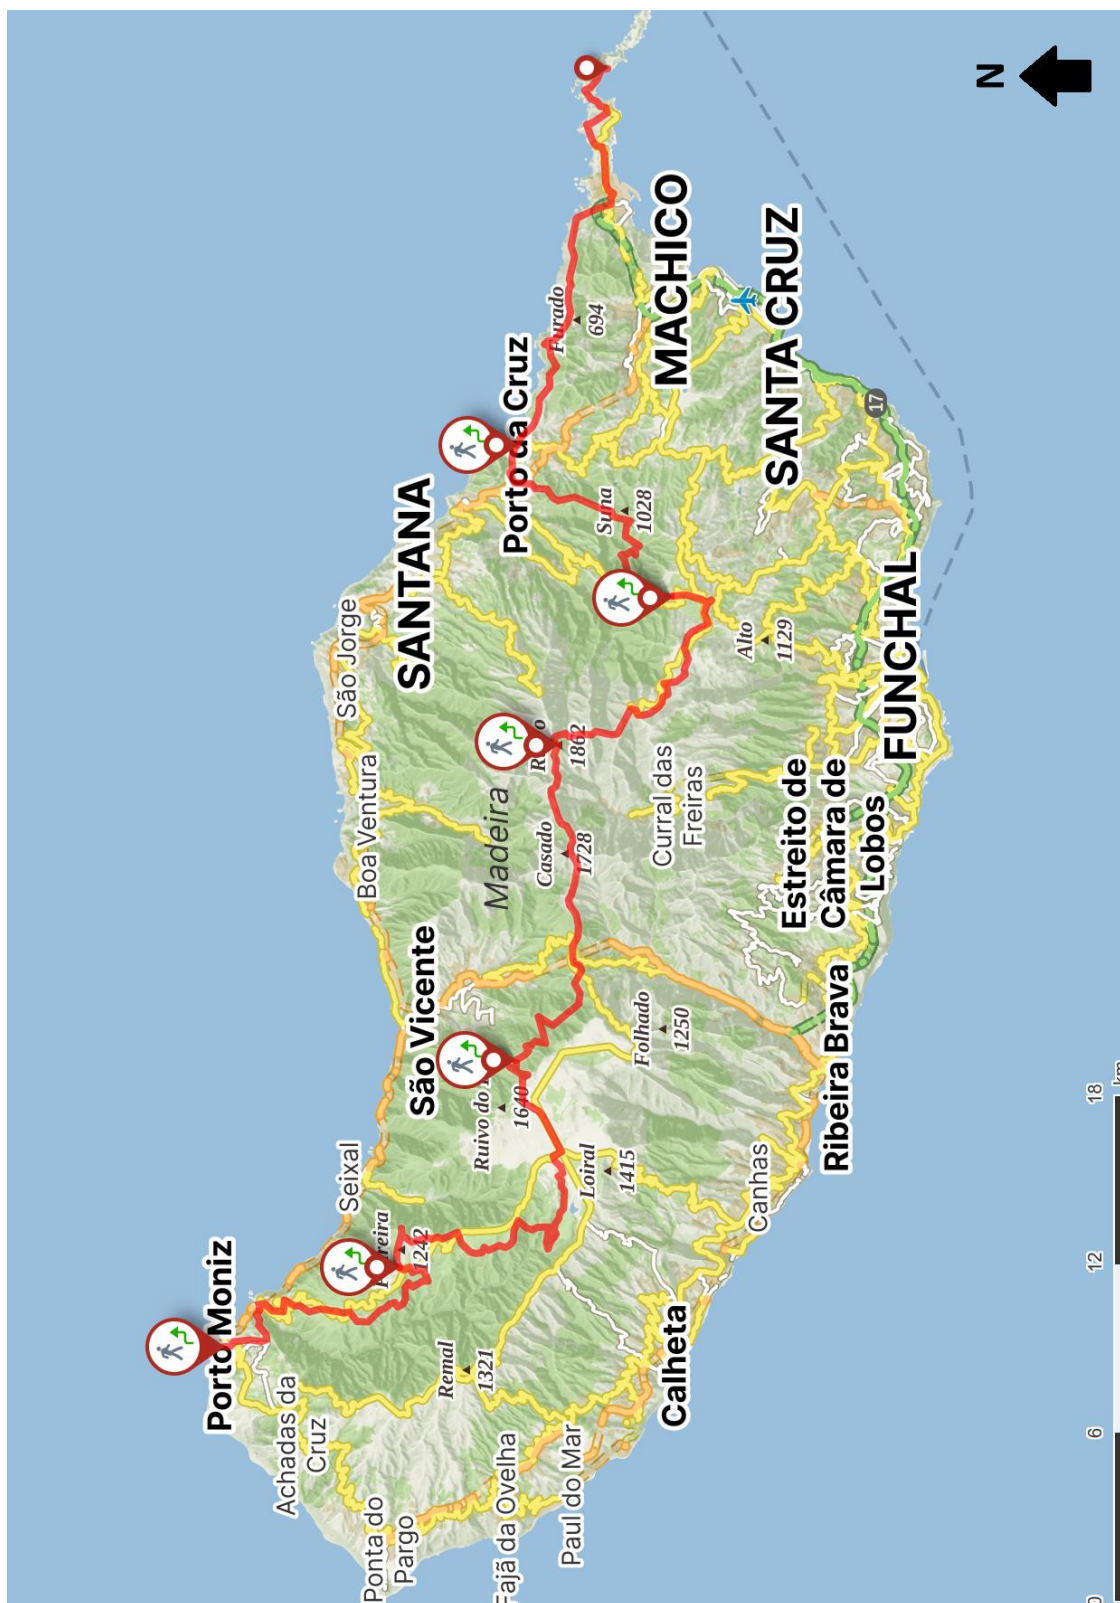 N
MACHICO
SANTA CRUZ
Furado
694
Porto da Cruz
17
SANTANA
Suna
1028
São Jorge
Alto
1129
FUNCHAL
1862
Boa Ventura
Madeira
Casado
1728
Curral das
Freiras
Estreito de
Câmara de
Lobos
São Vicente
Folhado
1250
Ribeira Brava
Ruivo do
1640
Seixal
Loiral
1415
Canhas
1242
Porto Moniz
Remal
1321
Calheta
Achadas da
Cruz
Fajã da Ovelha
Paul do Mar
Ponta do
Pargo
0
6
12
18
km